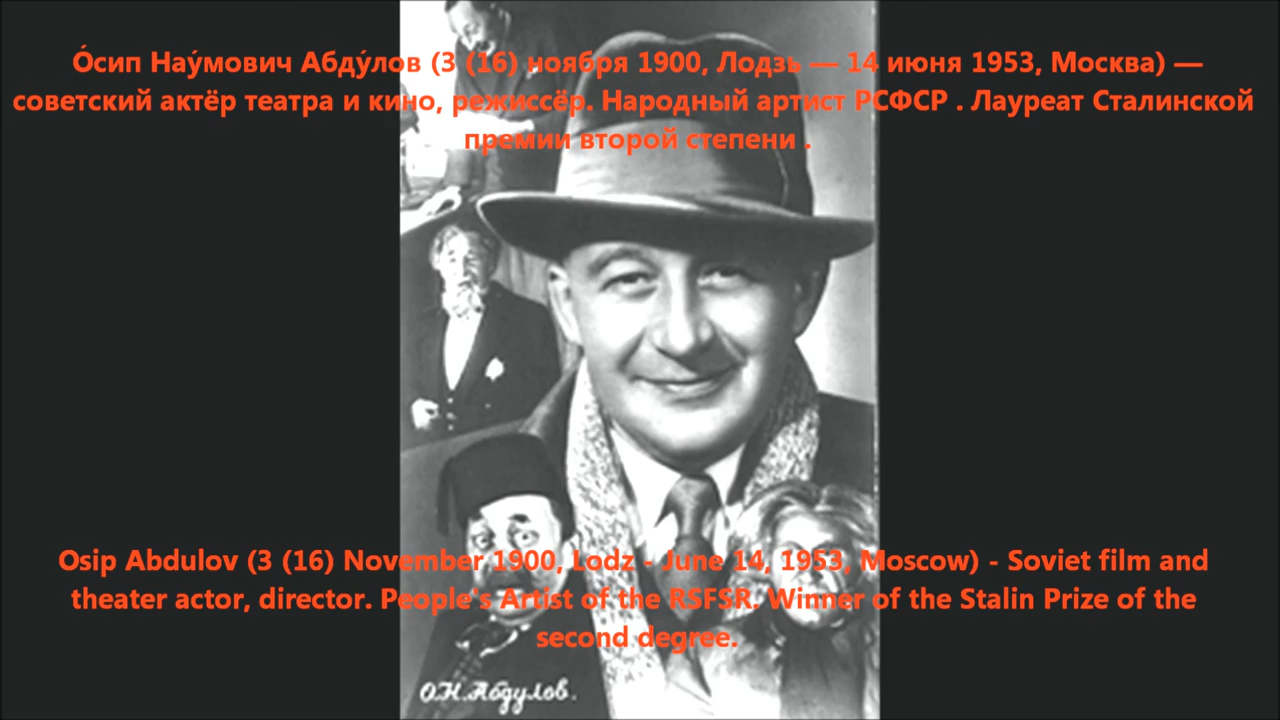 О́сип Нау́мович Абду́лов (3 (16) ноября 1900, Лодзь — 14 июня 1953, Москва) —
советский актёр театра и кино, режиссёр. Народный артист РСФСР . Лауреат Сталинской
премии второй степени .
Osip Abdulov (3 (16) November 1900, Lodz - June 14, 1953, Moscow) - Soviet film and
theater actor, director. People's Artist of the RSFSR. Winner of the Stalin Prize of the
second degree.
О.Н. Абдулов.